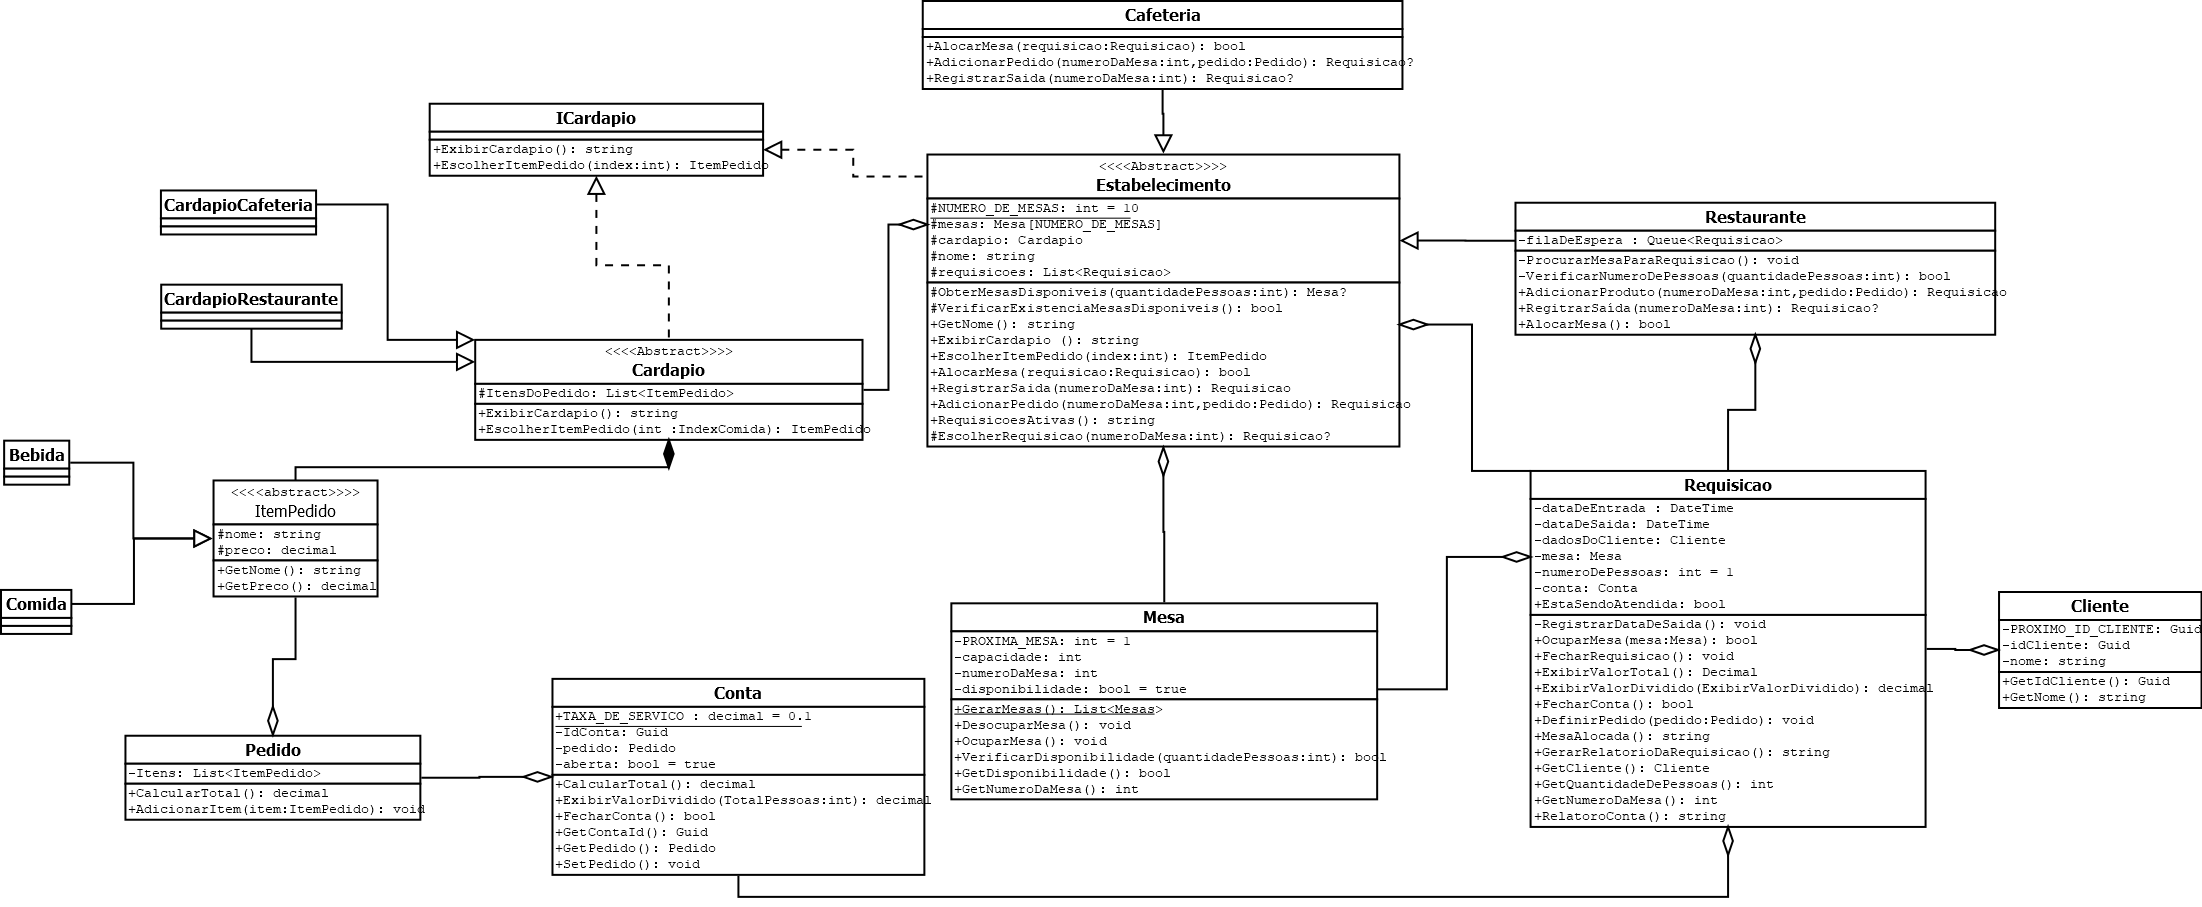 Cafeteria
+AlocarMesa(requisicao:Requisicao): bool
+AdicionarPedido(numeroDaMesa:int,pedido:Pedido): Requisicao?
+RegistrarSaida(numeroDaMesa:int): Requisicao?
ICardapio
+ExibirCardapio(): string
+EscolherItemPedido(index:int): ItemPedido
<<<<Abstract>>>>
Estabelecimento
#NUMERO_DE_MESAS: int = 10
#mesas: Mesa[NUMERO_DE_MESAS]
#cardapio: Cardapio
#nome: string
#requisicoes: List<Requisicao>
#ObterMesasDisponiveis(quantidadePessoas:int): Mesa?
#VerificarExistenciaMesasDisponiveis(): bool
+GetNome(): string
+ExibirCardapio (): string
+EscolherItemPedido(index:int): ItemPedido
+AlocarMesa(requisicao:Requisicao): bool
+RegistrarSaida(numeroDaMesa:int): Requisicao
+AdicionarPedido(numeroDaMesa:int,pedido:Pedido): Requisicao
+RequisicoesAtivas(): string
#EscolherRequisicao(numeroDaMesa:int): Requisicao?
CardapioCafeteria
CardapioRestaurante
Restaurante
-filaDeEspera : Queue<Requisicao>
-ProcurarMesaParaRequisicao(): void
-VerificarNumeroDePessoas(quantidadePessoas:int): bool
+AdicionarProduto(numeroDaMesa:int,pedido:Pedido): Requisicao
+RegitrarSaída(numeroDaMesa:int): Requisicao?
+AlocarMesa(): bool
<<<<Abstract>>>>
Cardapio
#ItensDoPedido: List<ItemPedido>
+ExibirCardapio(): string
+EscolherItemPedido(int :IndexComida): ItemPedido
Bebida
<<<<abstract>>>>
ItemPedido
#nome: string
#preco: decimal
+GetNome(): string
+GetPreco(): decimal
Comida
Requisicao
-dataDeEntrada : DateTime
-dataDeSaida: DateTime
-dadosDoCliente: Cliente
-mesa: Mesa
-numeroDePessoas: int = 1
-conta: Conta
+EstaSendoAtendida: bool
-RegistrarDataDeSaida(): void
+OcuparMesa(mesa:Mesa): bool
+FecharRequisicao(): void
+ExibirValorTotal(): Decimal
+ExibirValorDividido(ExibirValorDividido): decimal
+FecharConta(): bool
+DefinirPedido(pedido:Pedido): void
+MesaAlocada(): string
+GerarRelatorioDaRequisicao(): string
+GetCliente(): Cliente
+GetQuantidadeDePessoas(): int
+GetNumeroDaMesa(): int
+RelatoroConta(): string
Cliente
-PROXIMO_ID_CLIENTE: Guid
-idCliente: Guid
-nome: string
+GetIdCliente(): Guid
+GetNome(): string
Mesa
-PROXIMA_MESA: int = 1
-capacidade: int
-numeroDaMesa: int
-disponibilidade: bool = true
+GerarMesas(): List<Mesas>
+DesocuparMesa(): void
+OcuparMesa(): void
+VerificarDisponibilidade(quantidadePessoas:int): bool
+GetDisponibilidade(): bool
+GetNumeroDaMesa(): int
Conta
+TAXA_DE_SERVICO : decimal = 0.1
-IdConta: Guid
-pedido: Pedido
-aberta: bool = true
+CalcularTotal(): decimal
+ExibirValorDividido(TotalPessoas:int): decimal
+FecharConta(): bool
+GetContaId(): Guid
+GetPedido(): Pedido
+SetPedido(): void
Pedido
-Itens: List<ItemPedido>
+CalcularTotal(): decimal
+AdicionarItem(item:ItemPedido): void